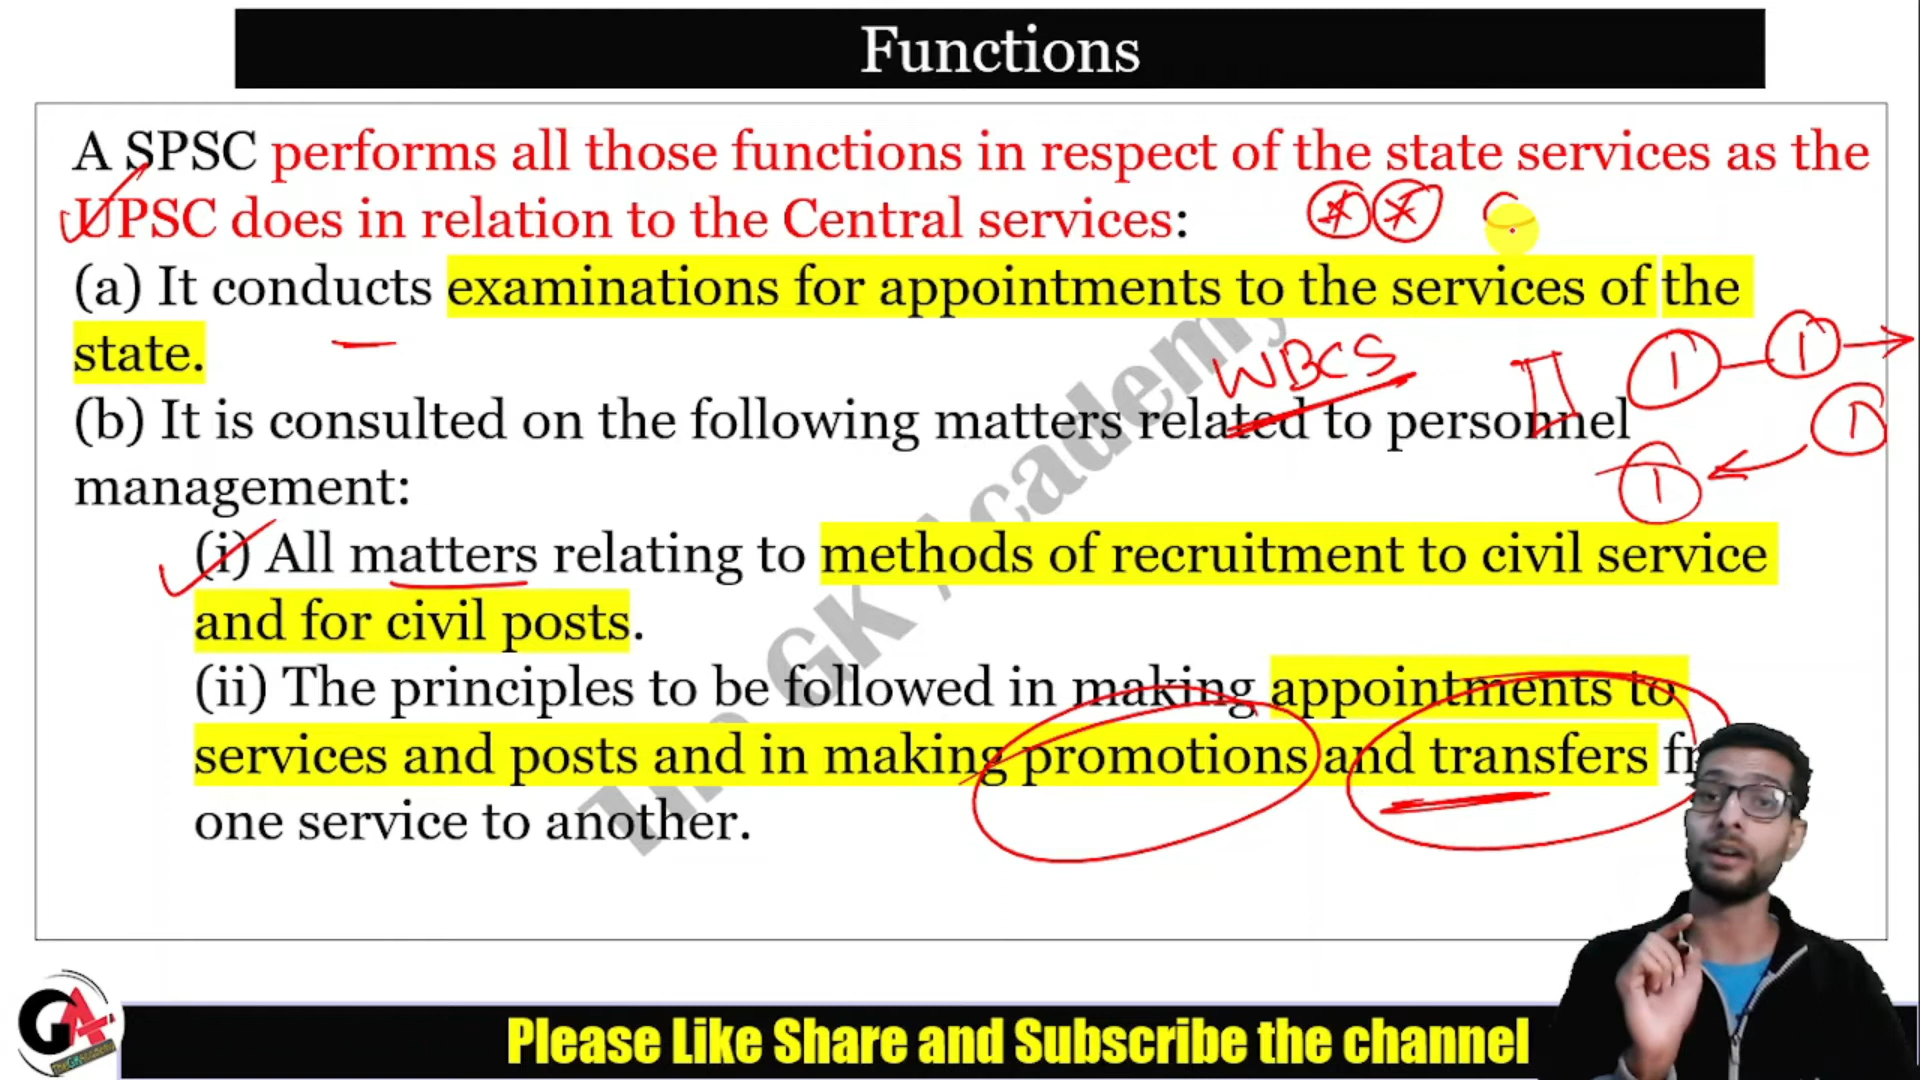 Functions
A SPSC performs all those functions in respect of the state services as the
UPSC does in relation to the Central services:
(a) It conducts examinations for appointments to the services of the
state.
WBCS
(b) It is consulted on the following matters related to personnel
management:
(i) All matters relating to methods of recruitment to civil service
and for civil posts.
(ii) The principles to be followed in making appointments to
services and posts and in making promotions and transfers
one service to another.
The GK Academy
GA
Please Like Share and Subscribe the channel